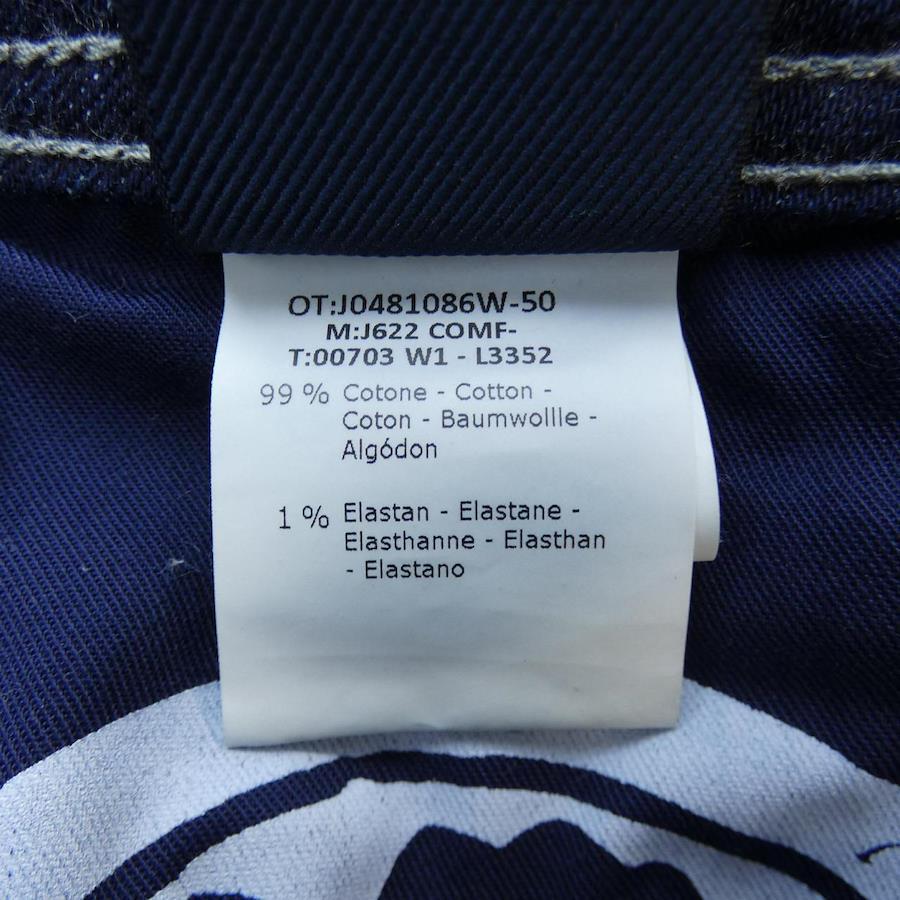 OT:J0481086W-50
M:J622 COMF-
T:00703 W1 - L3352
99 % Cotone - Cotton -
Coton - Baumwollle -
Algódon
1 % Elastan - Elastane -
Elasthanne - Elasthan
- Elastano